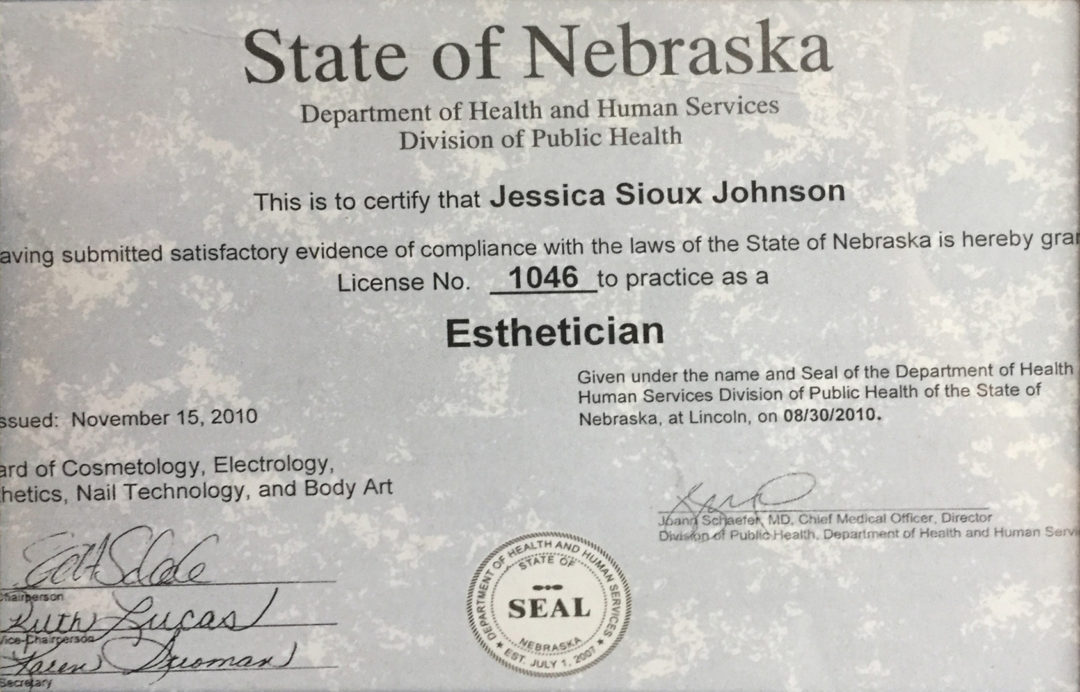 State of Nebraska
Department of Health and Human Services
Division of Public Health
This is to certify that Jessica Sioux Johnson
aving submitted satisfactory evidence of compliance with the laws of the State of Nebraska is hereby gra
License No. 1046 to practice as a
Esthetician
Given under the name and Seal of the Department of Health
Human Services Division of Public Health of the State of
Nebraska, at Lincoln, on 08/30/2010.
ssued: November 15, 2010
ard of Cosmetology, Electrology,
hetics, Nail Technology, and Body Art
Joann Schaefer, MD, Chief Medical Officer, Director
Division of Public Health, Department of Health and Human Servi
Chairperson
Ruth Lucas
Vice-Chairperson
Karen
Secretary
DEPARTMENT OF HEALTH AND HUMAN SERVICES
STATE OF
SEAL
NEBRASKA
EST. JULY 1, 2007